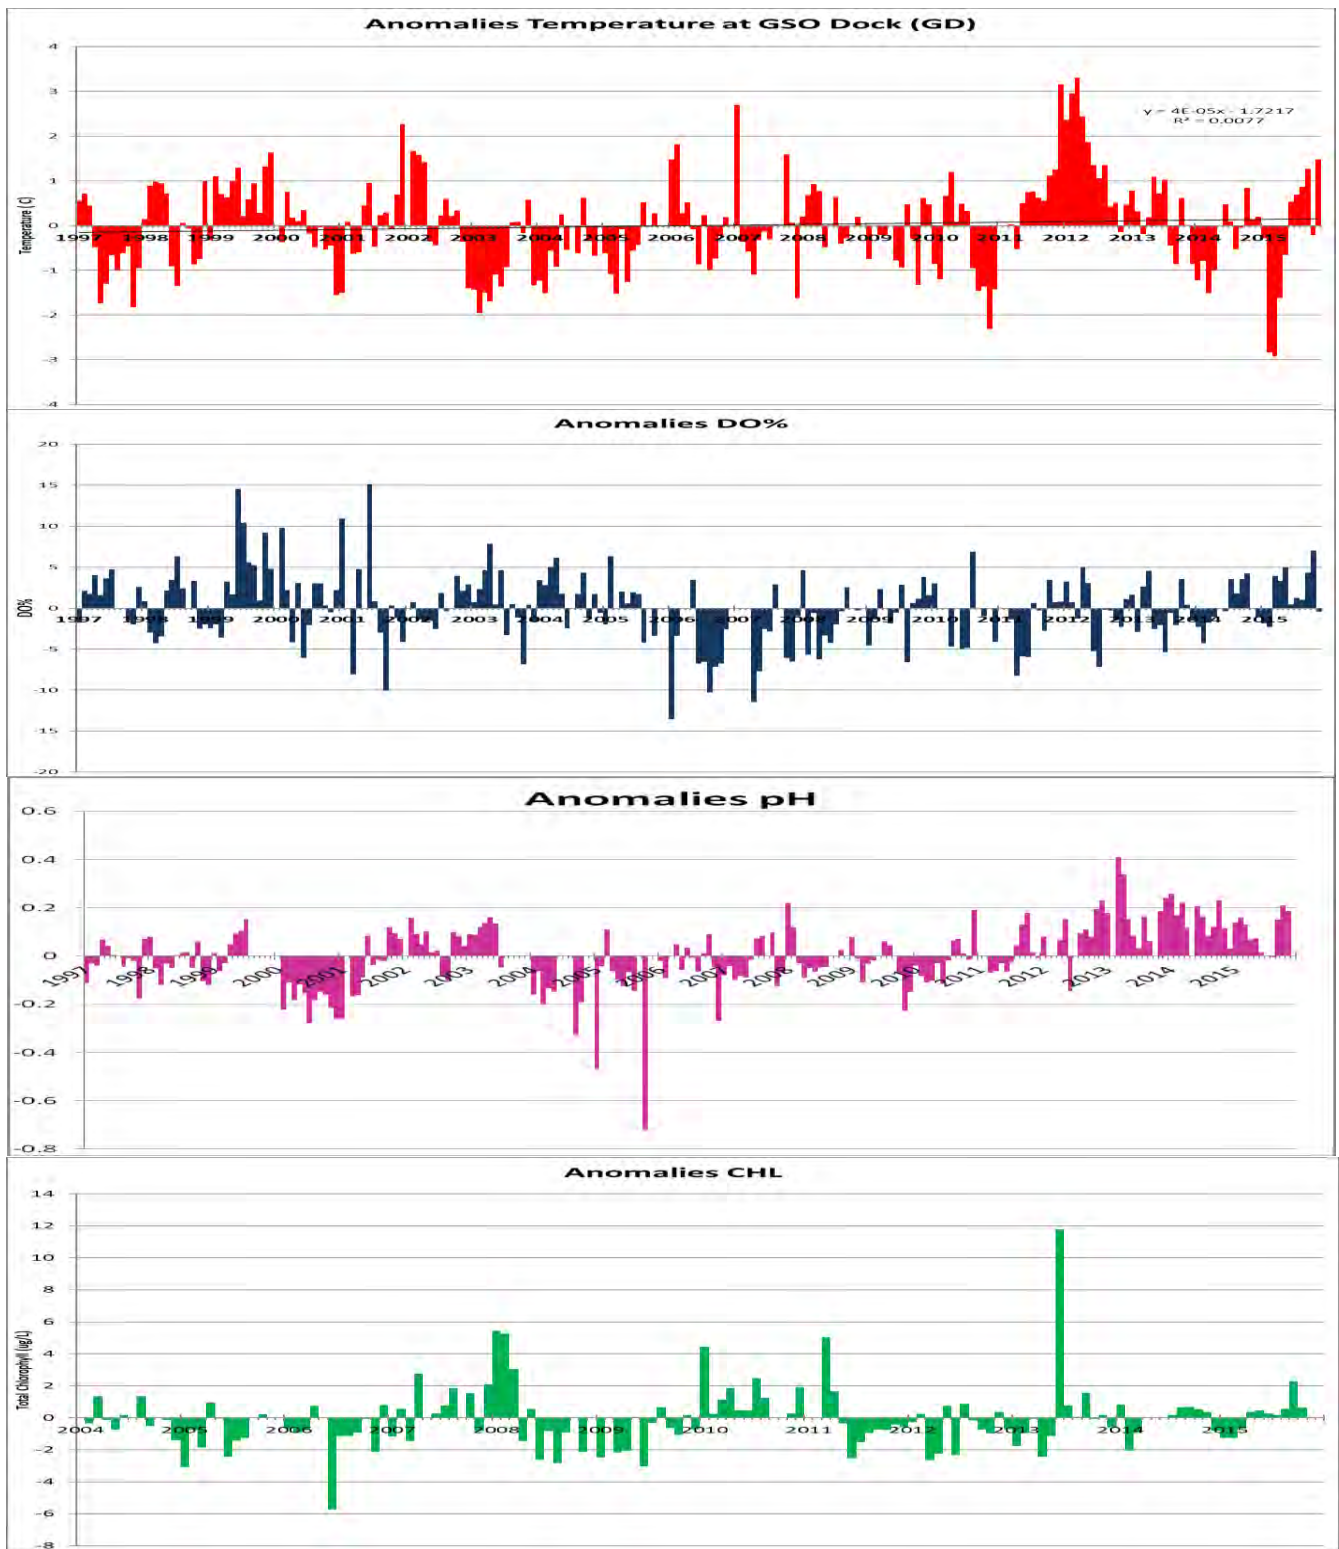 Anomalies Temperature at GSO Dock (GD)
4
3
2
1
0
-1
-2
-3
-4
Temperature (C)
y = 4E-05x - 1.7217
R² = 0.0077
1997 1998 1999 2000 2001 2002 2003 2004 2005 2006 2007 2008 2009 2010 2011 2012 2013 2014 2015
Anomalies DO%
20
15
10
5
0
-5
-10
-15
-20
DO%
1997 1998 1999 2000 2001 2002 2003 2004 2005 2006 2007 2008 2009 2010 2011 2012 2013 2014 2015
Anomalies pH
0.6
0.4
0.2
0
-0.2
-0.4
-0.6
-0.8
1997 1998 1999 2000 2001 2002 2003 2004 2005 2006 2007 2008 2009 2010 2011 2012 2013 2014 2015
Anomalies CHL
14
12
10
8
6
4
2
0
-2
-4
-6
-8
Total Chlorophyll (ug/L)
2004 2005 2006 2007 2008 2009 2010 2011 2012 2013 2014 2015